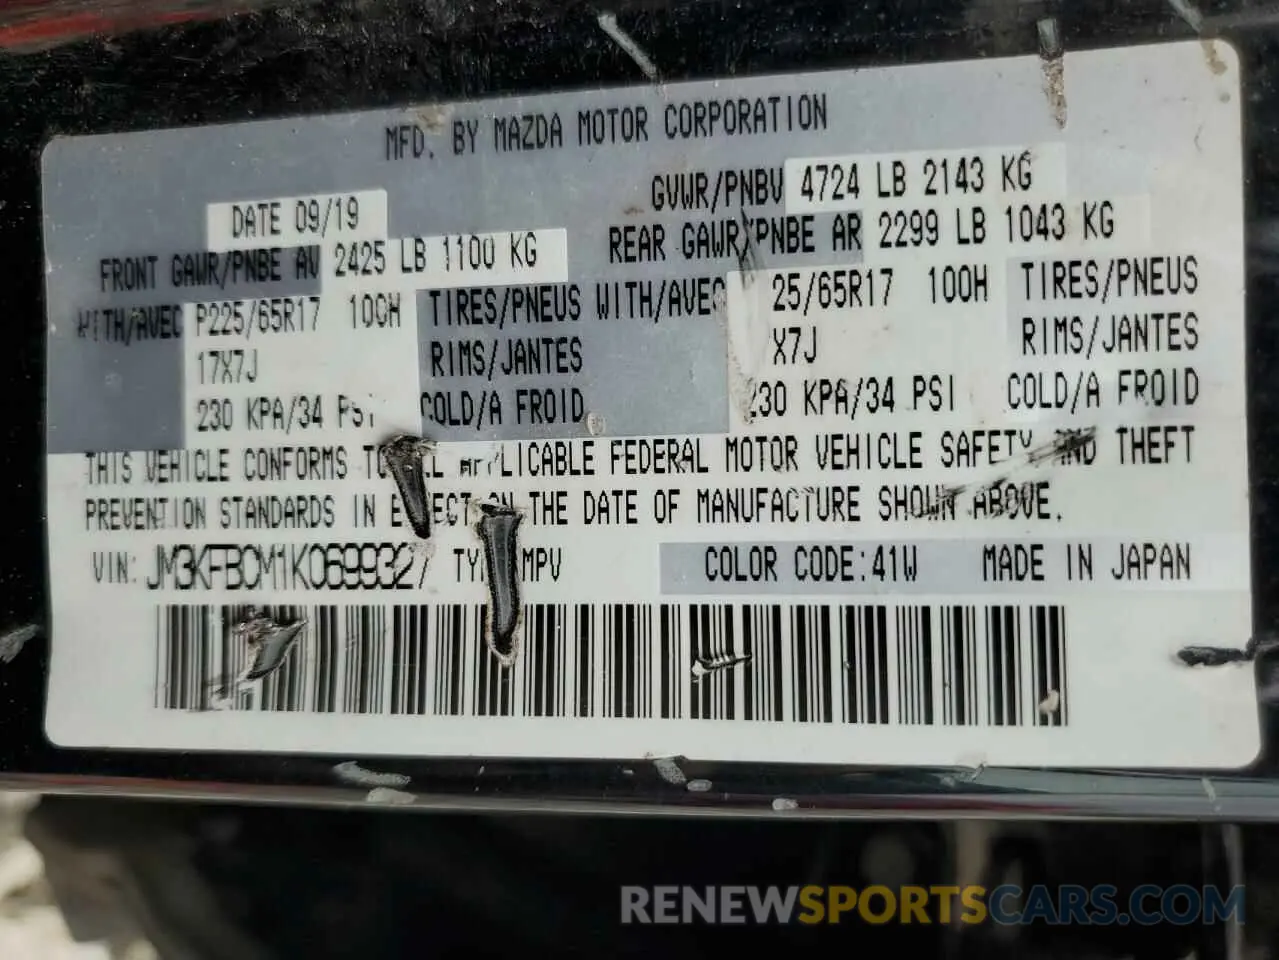 MFD. BY MAZDA MOTOR CORPORATION
DATE 09/19 GVWR/PNBV 4724 LB 2143 KG
FRONT GAWR/PNBE AV 2425 LB 1100 KG REAR GAWR/PNBE AR 2299 LB 1043 KG
WITH/AVEC P225/65R17 100H TIRES/PNEUS WITH/AVEC 25/65R17 100H TIRES/PNEUS
17X7J RIMS/JANTES X7J RIMS/JANTES
230 KPA/34 PSI COLD/A FROID 230 KPA/34 PSI COLD/A FROID
THIS VEHICLE CONFORMS TO ALL APPLICABLE FEDERAL MOTOR VEHICLE SAFETY AND THEFT
PREVENTION STANDARDS IN EFFECT ON THE DATE OF MANUFACTURE SHOWN ABOVE.
VIN: JM3KFBCM1K0699327 TYPE MPV COLOR CODE:41W MADE IN JAPAN
RENEWSPORTSCARS.COM